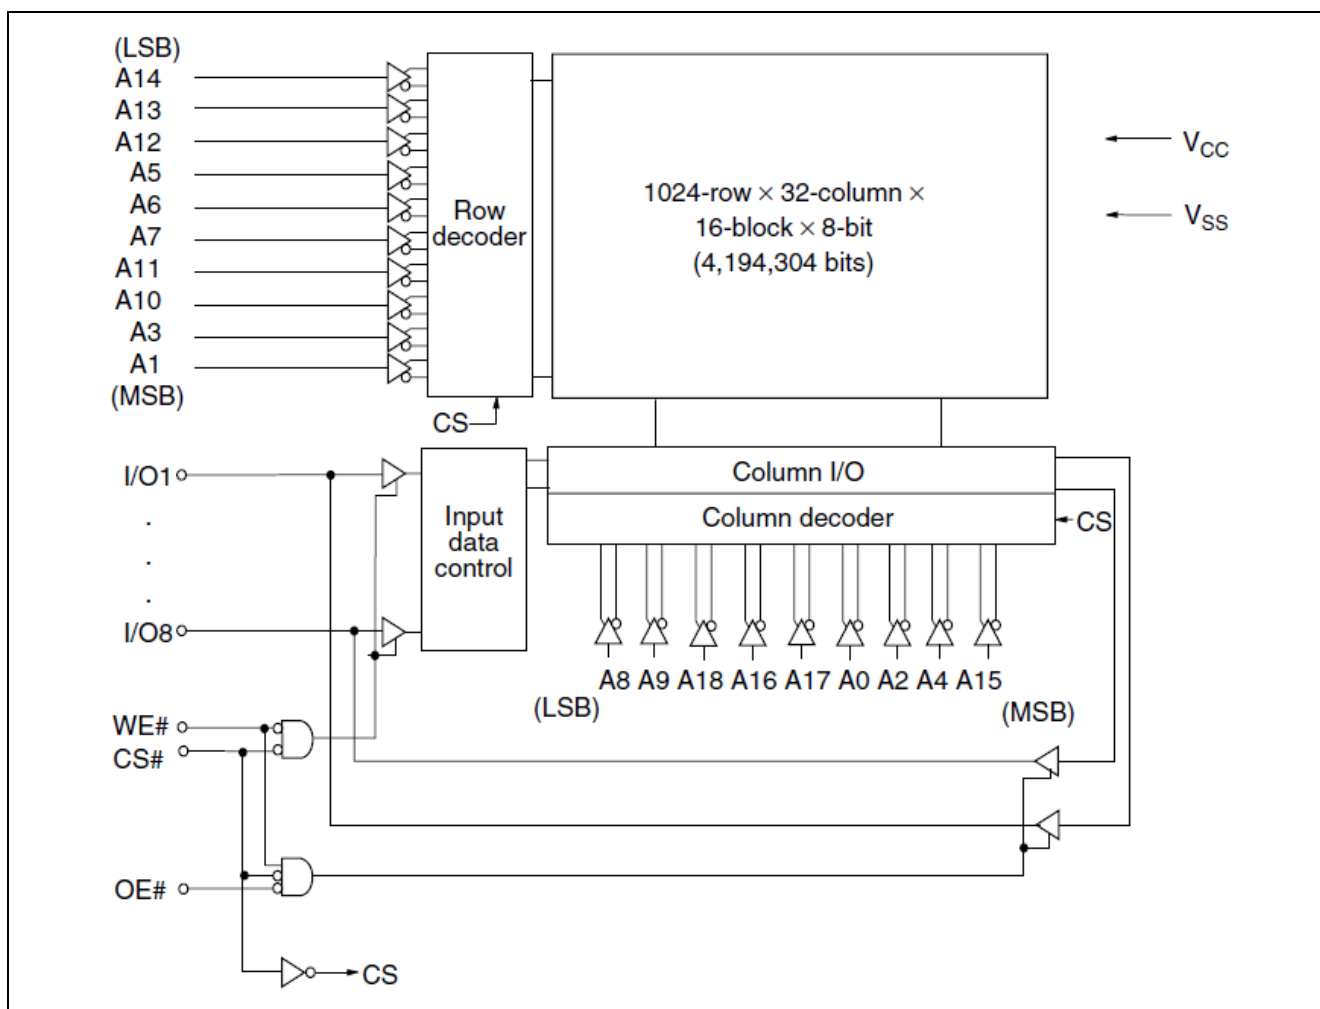 (LSB)
A14
A13
A12
A5
A6
A7
A11
A10
A3
A1
(MSB)
Row
decoder
CS
1024-row × 32-column ×
16-block × 8-bit
(4,194,304 bits)
VCC
VSS
I/O1
.
.
.
I/O8
Input
data
control
Column I/O
Column decoder
CS
A8 A9 A18 A16 A17 A0 A2 A4 A15
(LSB)
(MSB)
WE#
CS#
OE#
CS